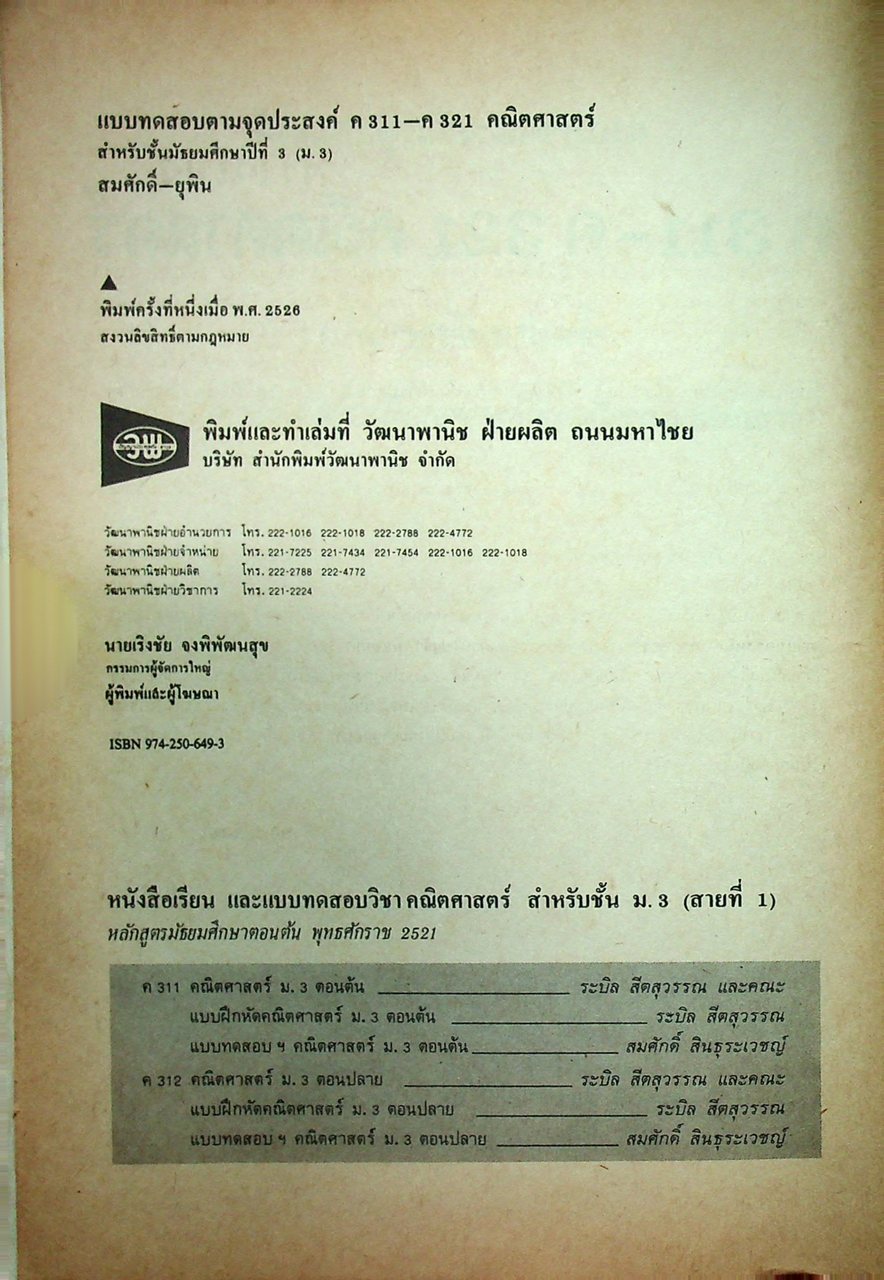 แบบทดสอบตามจุดประสงค์ ค 311—ค 321 คณิตศาสตร์
สำหรับชั้นมัธยมศึกษาปีที่ 3 (ม. 3)
สมศักดิ์—ยุพิน
พิมพ์ครั้งที่หนึ่งเมื่อ พ.ศ. 2526
สงวนลิขสิทธิ์ตามกฎหมาย
วพ
พิมพ์และทำเล่มที่ วัฒนาพานิช ฝ่ายผลิต ถนนมหาไชย
บริษัท สำนักพิมพ์วัฒนาพานิช จำกัด
วัฒนาพานิชฝ่ายอำนวยการ โทร. 222-1016 222-1018 222-2788 222-4772
วัฒนาพานิชฝ่ายจำหน่าย โทร. 221-7225 221-7434 221-7454 222-1016 222-1018
วัฒนาพานิชฝ่ายผลิต โทร. 222-2788 222-4772
วัฒนาพานิชฝ่ายวิชาการ โทร. 221-2224
นายเริงชัย จงพิพัฒนสุข
กรรมการผู้จัดการใหญ่
ผู้พิมพ์และผู้โฆษณา
ISBN 974-250-649-3
หนังสือเรียน และแบบทดสอบวิชา คณิตศาสตร์ สำหรับชั้น ม. 3 (สายที่ 1)
หลักสูตรมัธยมศึกษาตอนต้น พุทธศักราช 2521
ค 311 คณิตศาสตร์ ม. 3 ตอนต้น ระบิล สีตสุวรรณ และคณะ
แบบฝึกหัดคณิตศาสตร์ ม. 3 ตอนต้น ระบิล สีตสุวรรณ
แบบทดสอบ ฯ คณิตศาสตร์ ม. 3 ตอนต้น สมศักดิ์ สินธุระเวชญ์
ค 312 คณิตศาสตร์ ม. 3 ตอนปลาย ระบิล สีตสุวรรณ และคณะ
แบบฝึกหัดคณิตศาสตร์ ม. 3 ตอนปลาย ระบิล สีตสุวรรณ
แบบทดสอบ ฯ คณิตศาสตร์ ม. 3 ตอนปลาย สมศักดิ์ สินธุระเวชญ์